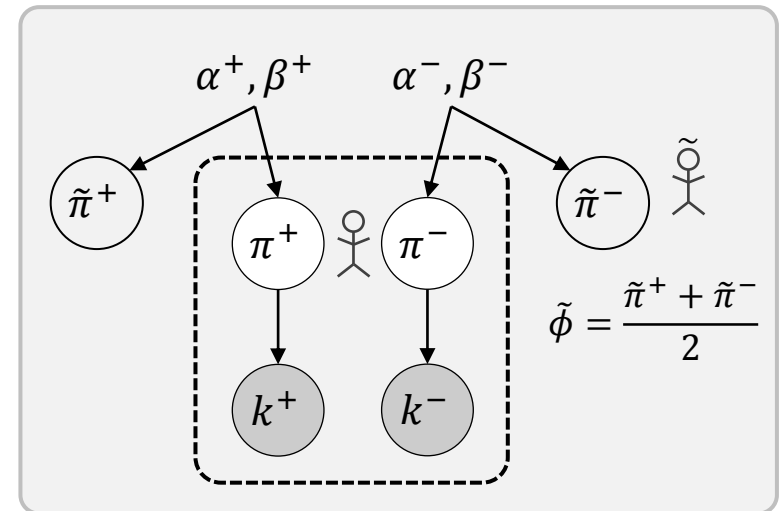 α⁺, β⁺ α⁻, β⁻
π̃⁺ π⁺ π⁻ π̃⁻
φ̃ = (π̃⁺ + π̃⁻) / 2
k⁺ k⁻